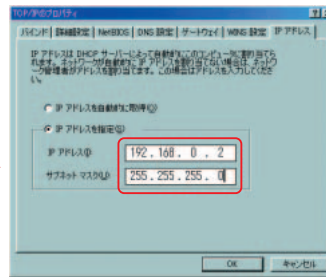 TCP/IPのプロパティ
バインド 詳細設定 NetBIOS DNS 設定 ゲートウェイ WINS 設定 IP アドレス
IP アドレスは DHCP サーバーによって自動的にこのコンピュータに割り当てら
れます。ネットワークが自動的に IP アドレスを割り当てない場合は、ネットワ
ーク管理者がアドレスを割り当てます。この場合はアドレスを入力してくださ
い。
IP アドレスを自動的に取得(O)
IP アドレスを指定(S)
IP アドレス(I): 192.168. 0 . 2
サブネット マスク(U): 255.255.255. 0
OK キャンセル